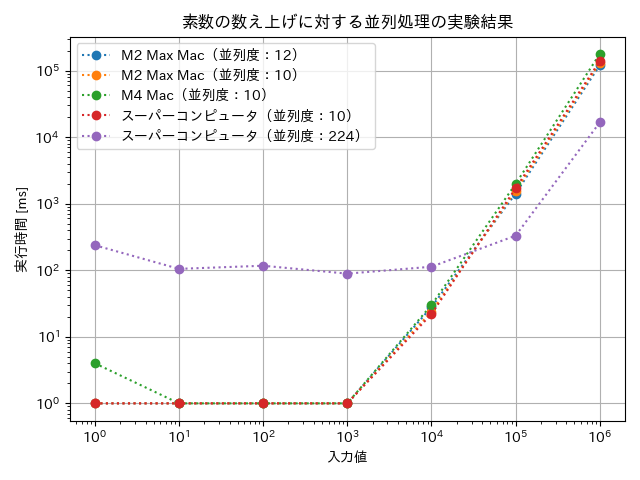 素数の数え上げに対する並列処理の実験結果
M2 Max Mac（並列度：12）
M2 Max Mac（並列度：10）
M4 Mac（並列度：10）
スーパーコンピュータ（並列度：10）
スーパーコンピュータ（並列度：224）
実行時間 [ms]
10⁵
10⁴
10³
10²
10¹
10⁰
10⁰ 10¹ 10² 10³ 10⁴ 10⁵ 10⁶
入力値